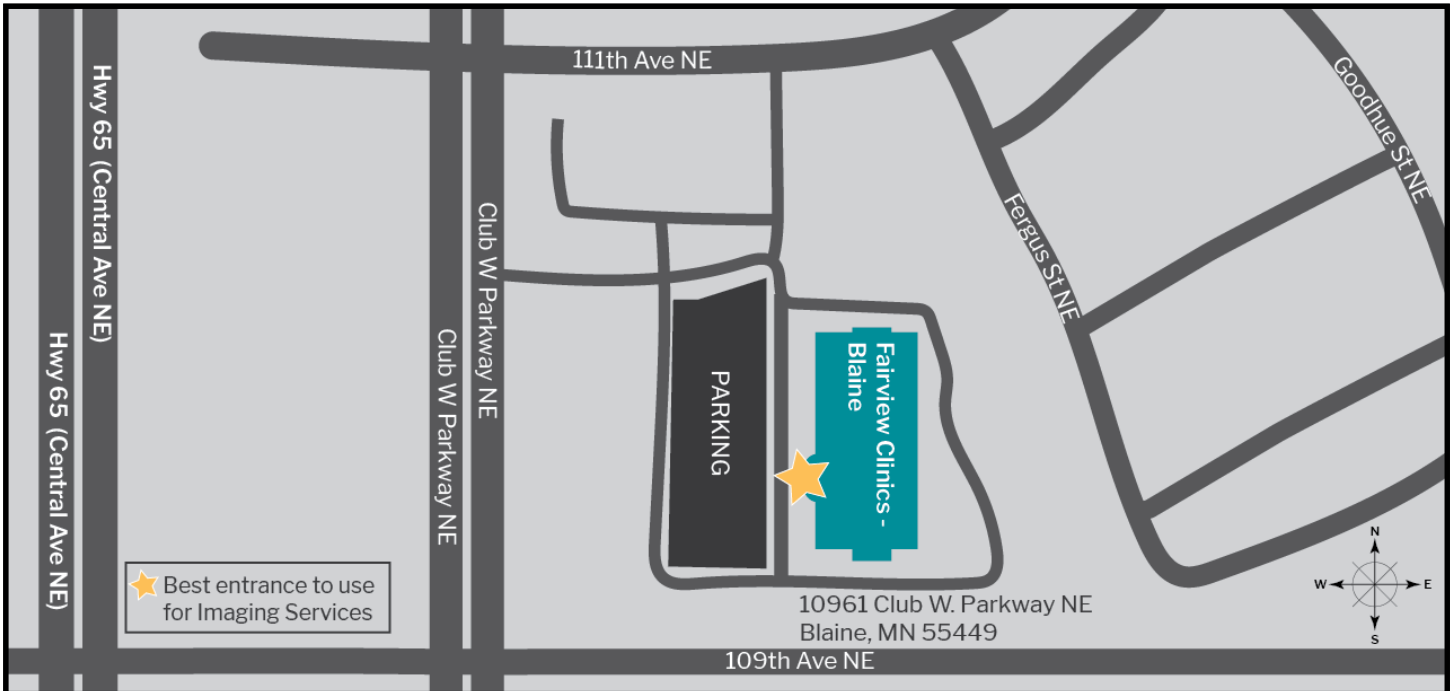 111th Ave NE
Hwy 65 (Central Ave NE)
Hwy 65 (Central Ave NE)
Club W Parkway NE
Club W Parkway NE
Goodhue St NE
Fergus St NE
PARKING
Fairview Clinics -
Blaine
Best entrance to use
for Imaging Services
10961 Club W. Parkway NE
Blaine, MN 55449
109th Ave NE
N
W
E
S